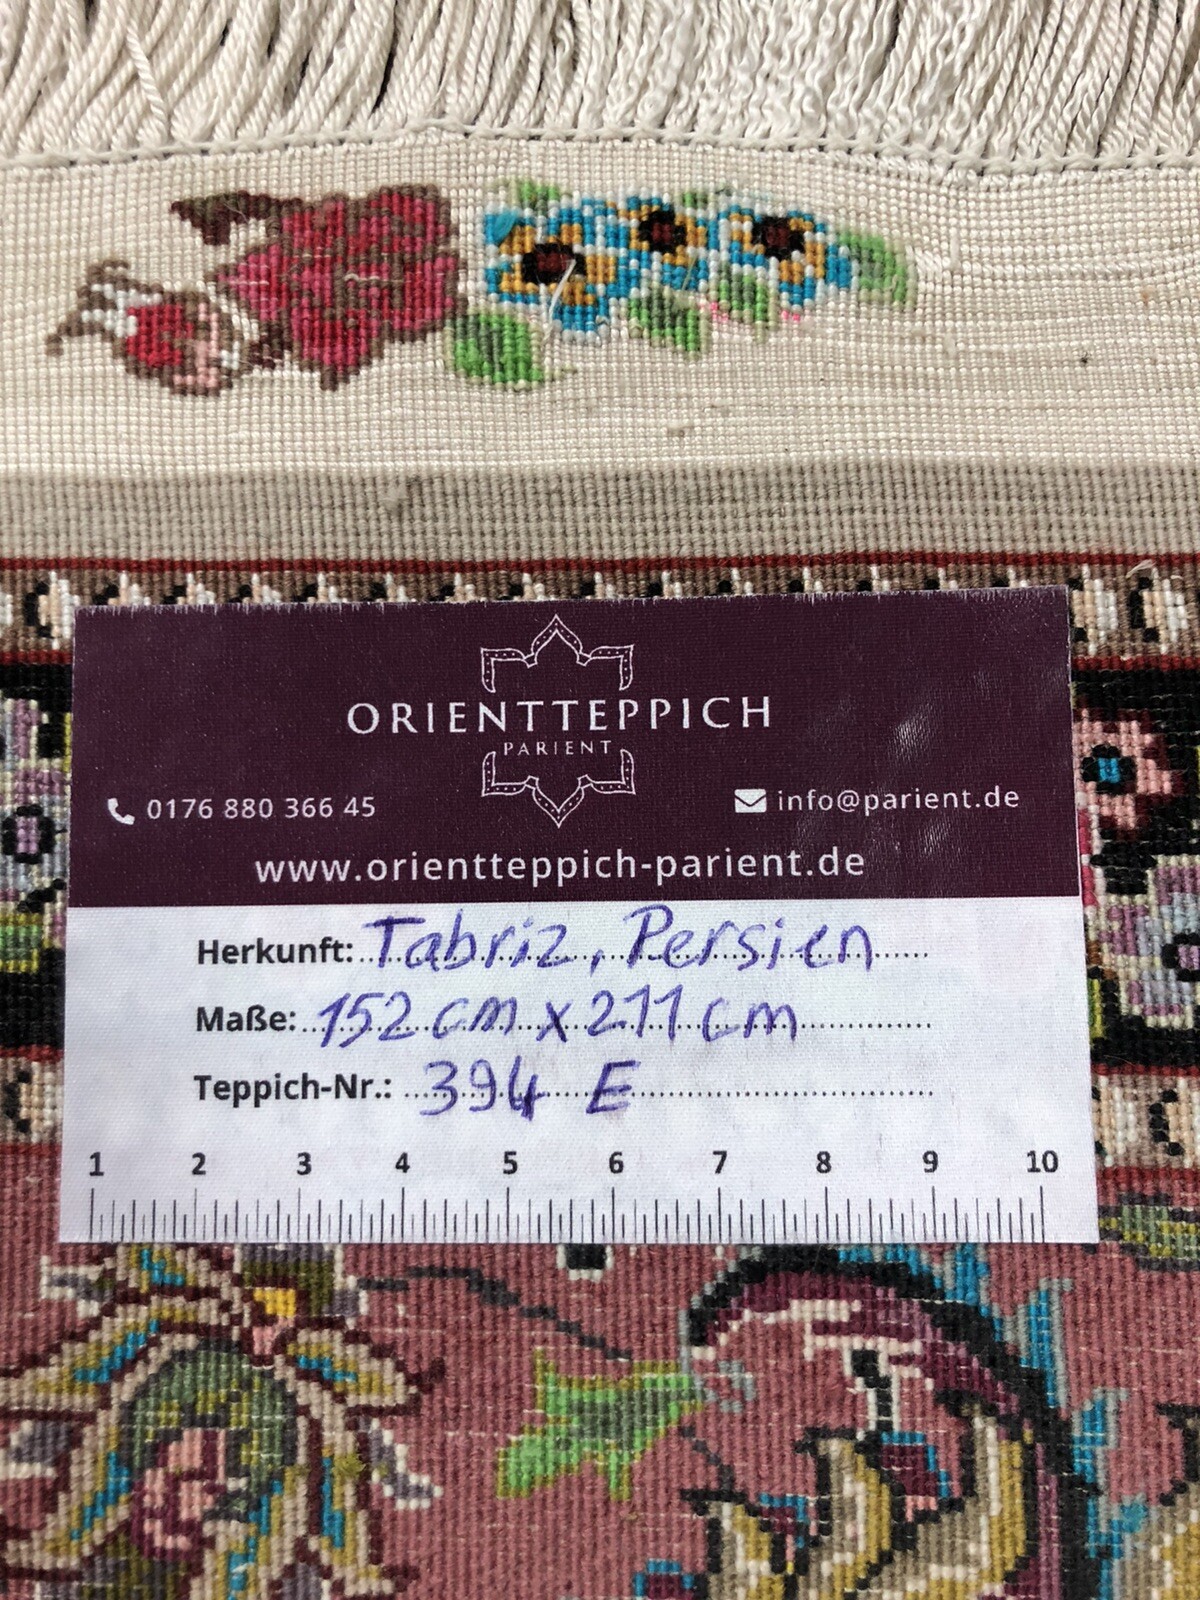 ORIENTTEPPICH
PARIENT
0176 880 366 45
info@parient.de
www.orientteppich-parient.de
Herkunft: Tabriz, Persien
Maße: 152 cm x 211 cm
Teppich-Nr.: 394 E
1 2 3 4 5 6 7 8 9 10